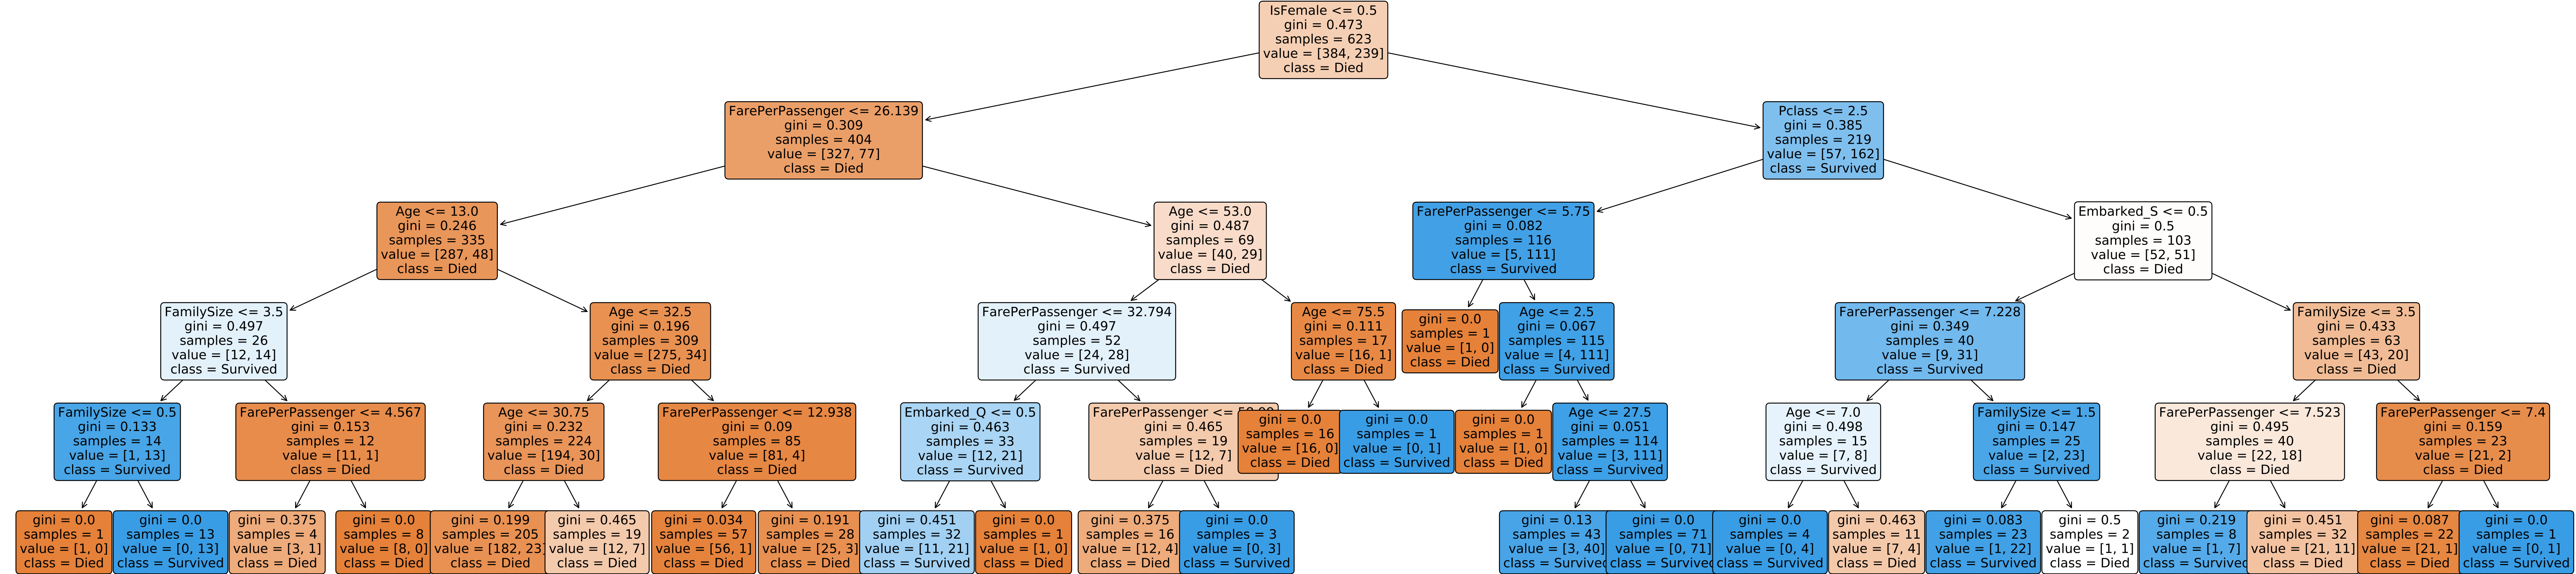 IsFemale <= 0.5
gini = 0.473
samples = 623
value = [384, 239]
class = Died
FarePerPassenger <= 26.139
gini = 0.309
samples = 404
value = [327, 77]
class = Died
Pclass <= 2.5
gini = 0.385
samples = 219
value = [57, 162]
class = Survived
Age <= 13.0
gini = 0.246
samples = 335
value = [287, 48]
class = Died
Age <= 53.0
gini = 0.487
samples = 69
value = [40, 29]
class = Died
FarePerPassenger <= 5.75
gini = 0.082
samples = 116
value = [5, 111]
class = Survived
Embarked_S <= 0.5
gini = 0.5
samples = 103
value = [52, 51]
class = Died
FamilySize <= 3.5
gini = 0.497
samples = 26
value = [12, 14]
class = Survived
Age <= 32.5
gini = 0.196
samples = 309
value = [275, 34]
class = Died
FarePerPassenger <= 32.794
gini = 0.497
samples = 52
value = [24, 28]
class = Survived
Age <= 75.5
gini = 0.111
samples = 17
value = [16, 1]
class = Died
gini = 0.0
samples = 1
value = [1, 0]
class = Died
Age <= 2.5
gini = 0.067
samples = 115
value = [4, 111]
class = Survived
FarePerPassenger <= 7.228
gini = 0.349
samples = 40
value = [9, 31]
class = Survived
FamilySize <= 3.5
gini = 0.433
samples = 63
value = [43, 20]
class = Died
FamilySize <= 0.5
gini = 0.133
samples = 14
value = [1, 13]
class = Survived
FarePerPassenger <= 4.567
gini = 0.153
samples = 12
value = [11, 1]
class = Died
Age <= 30.75
gini = 0.232
samples = 224
value = [194, 30]
class = Died
FarePerPassenger <= 12.938
gini = 0.09
samples = 85
value = [81, 4]
class = Died
Embarked_Q <= 0.5
gini = 0.463
samples = 33
value = [12, 21]
class = Survived
FarePerPassenger <=
gini = 0.465
samples = 19
value = [12, 7]
class = Died
gini = 0.0
samples = 16
value = [16, 0]
class = Died
gini = 0.0
samples = 1
value = [0, 1]
class = Survived
gini = 0.0
samples = 1
value = [1, 0]
class = Died
Age <= 27.5
gini = 0.051
samples = 114
value = [3, 111]
class = Survived
Age <= 7.0
gini = 0.498
samples = 15
value = [7, 8]
class = Survived
FamilySize <= 1.5
gini = 0.147
samples = 25
value = [2, 23]
class = Survived
FarePerPassenger <= 7.523
gini = 0.495
samples = 40
value = [22, 18]
class = Died
FarePerPassenger <= 7.4
gini = 0.159
samples = 23
value = [21, 2]
class = Died
gini = 0.0
samples = 1
value = [1, 0]
class = Died
gini = 0.0
samples = 13
value = [0, 13]
class = Survived
gini = 0.375
samples = 4
value = [3, 1]
class = Died
gini = 0.0
samples = 8
value = [8, 0]
class = Died
gini = 0.199
samples = 205
value = [182, 23]
class = Died
gini = 0.465
samples = 19
value = [12, 7]
class = Died
gini = 0.034
samples = 57
value = [56, 1]
class = Died
gini = 0.191
samples = 28
value = [25, 3]
class = Died
gini = 0.451
samples = 32
value = [11, 21]
class = Survived
gini = 0.0
samples = 1
value = [1, 0]
class = Died
gini = 0.375
samples = 16
value = [12, 4]
class = Died
gini = 0.0
samples = 3
value = [0, 3]
class = Survived
gini = 0.13
samples = 43
value = [3, 40]
class = Survived
gini = 0.0
samples = 71
value = [0, 71]
class = Survived
gini = 0.0
samples = 4
value = [0, 4]
class = Survived
gini = 0.463
samples = 11
value = [7, 4]
class = Died
gini = 0.083
samples = 23
value = [1, 22]
class = Survived
gini = 0.5
samples = 2
value = [1, 1]
class = Died
gini = 0.219
samples = 8
value = [1, 7]
class = Survived
gini = 0.451
samples = 32
value = [21, 11]
class = Died
gini = 0.087
samples = 22
value = [21, 1]
class = Died
gini = 0.0
samples = 1
value = [0, 1]
class = Survived